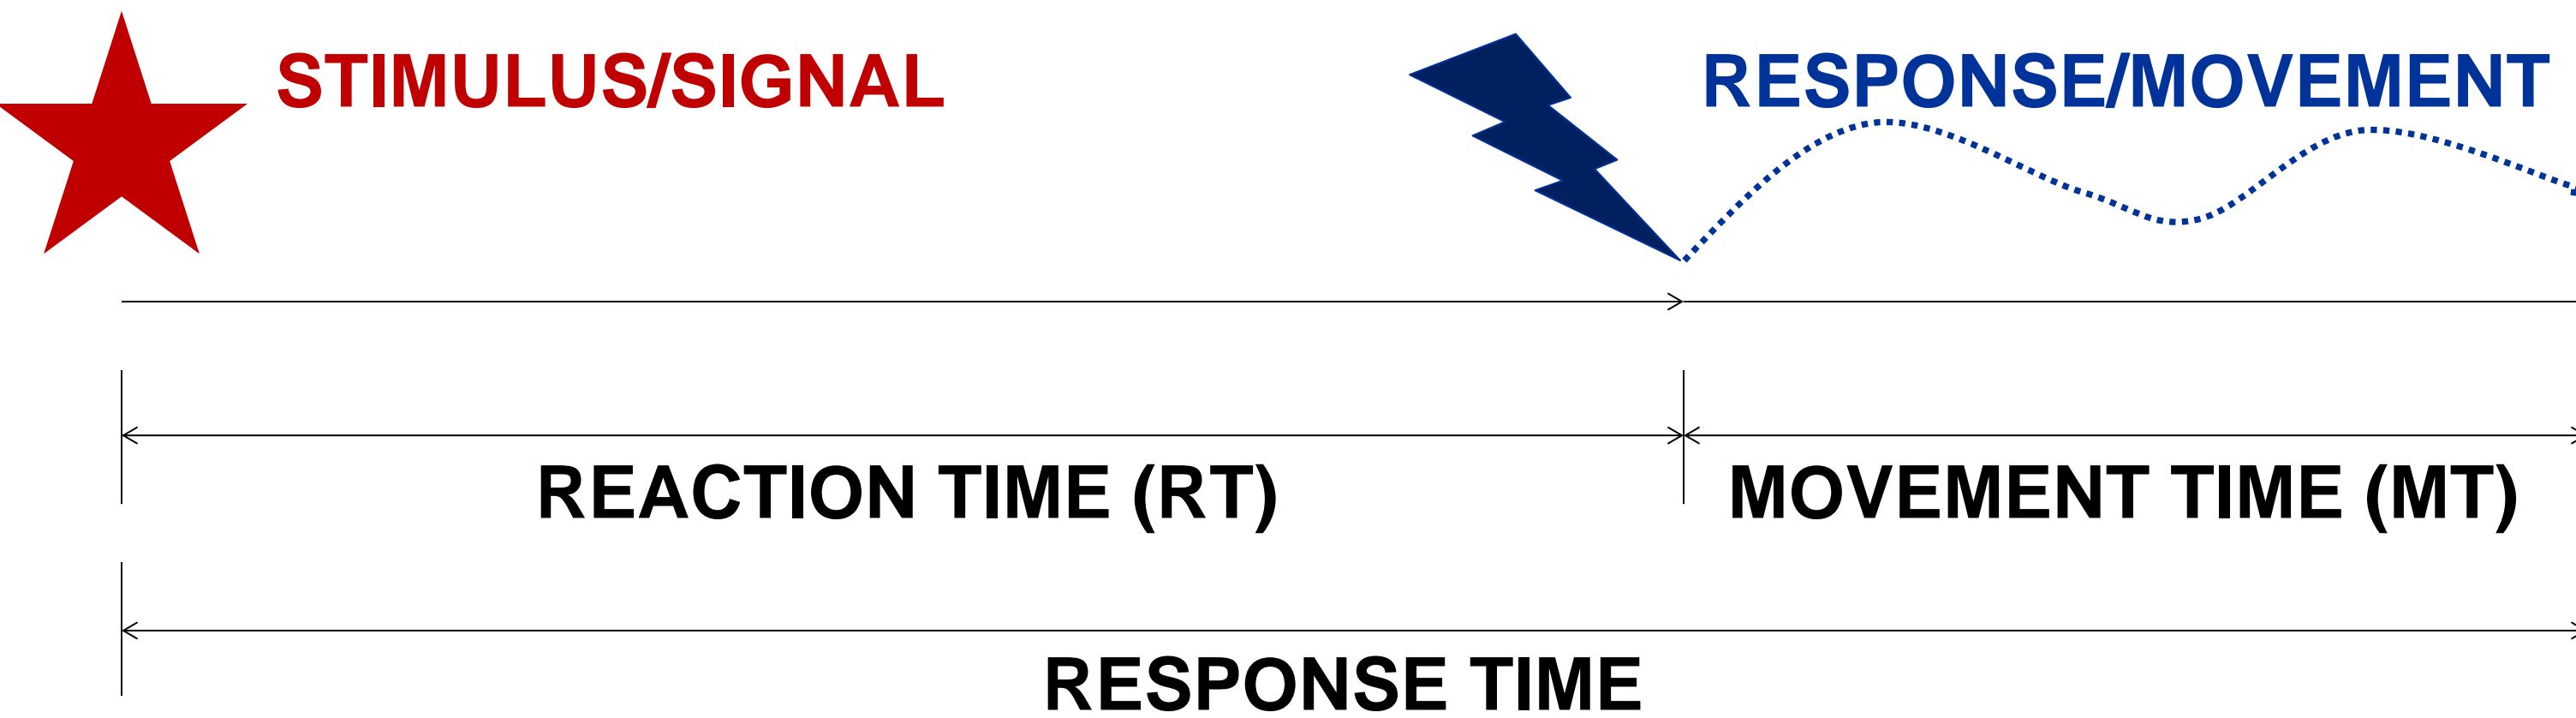 STIMULUS/SIGNAL
RESPONSE/MOVEMENT
REACTION TIME (RT)
MOVEMENT TIME (MT)
RESPONSE TIME